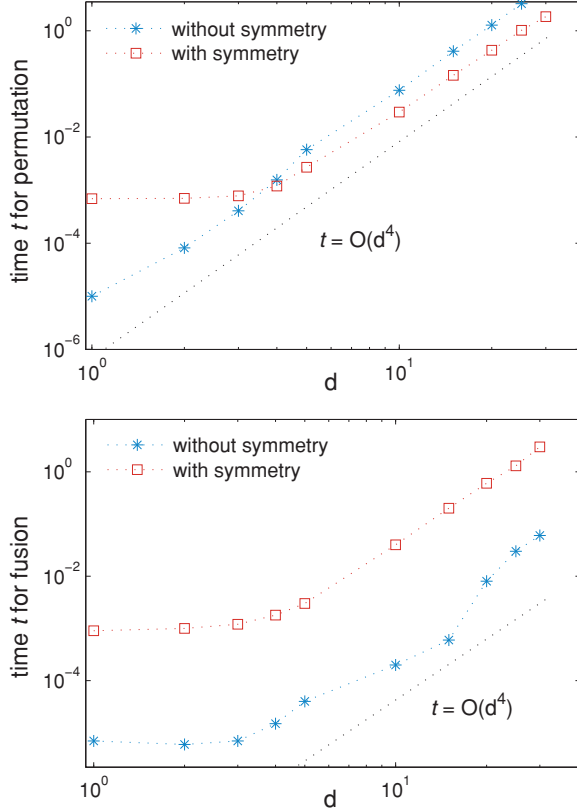 without symmetry
with symmetry
time t for permutation
10^0
10^-2
10^-4
10^-6
t = O(d^4)
10^0
10^1
d
without symmetry
with symmetry
time t for fusion
10^0
10^-2
10^-4
t = O(d^4)
10^0
10^1
d